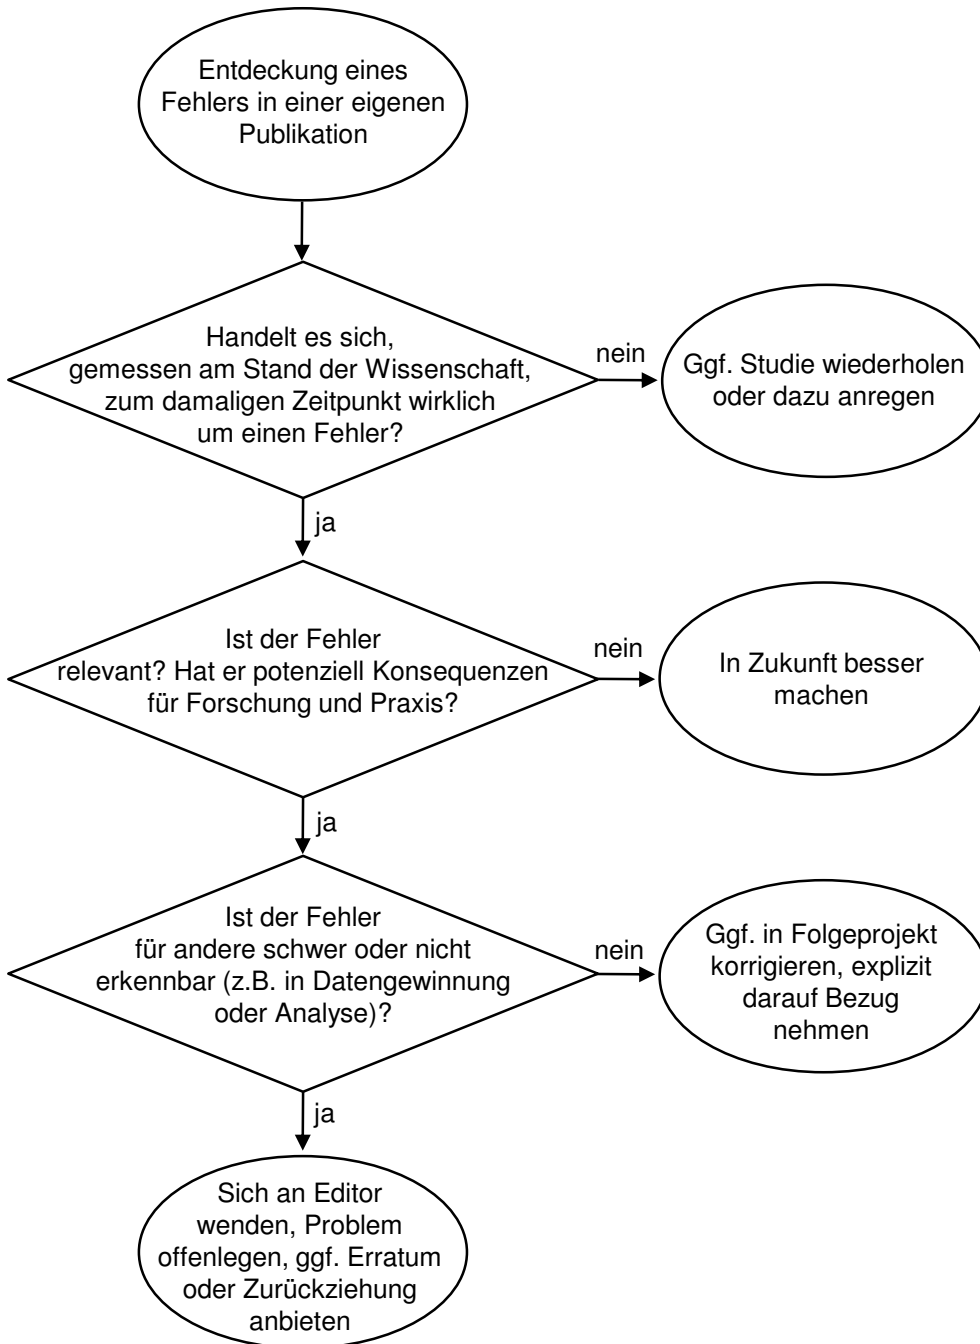 Entdeckung eines
Fehlers in einer eigenen
Publikation
Handelt es sich,
gemessen am Stand der Wissenschaft,
zum damaligen Zeitpunkt wirklich
um einen Fehler?
nein
Ggf. Studie wiederholen
oder dazu anregen
ja
Ist der Fehler
relevant? Hat er potenziell Konsequenzen
für Forschung und Praxis?
nein
In Zukunft besser
machen
ja
Ist der Fehler
für andere schwer oder nicht
erkennbar (z.B. in Datengewinnung
oder Analyse)?
nein
Ggf. in Folgeprojekt
korrigieren, explizit
darauf Bezug
nehmen
ja
Sich an Editor
wenden, Problem
offenlegen, ggf. Erratum
oder Zurückziehung
anbieten